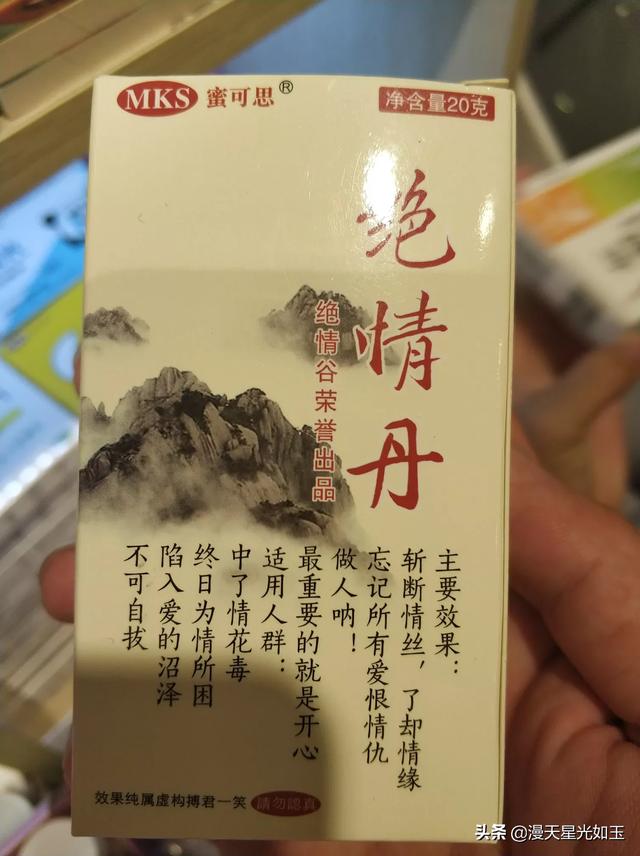 MKS 蜜可思®
净含量20克
绝情丹
绝情谷荣誉出品
主要效果：
斩断情丝，了却情缘
忘记所有爱恨情仇
做人呐！
最重要的就是开心
适用人群：
中了情花毒
终日为情所困
陷入爱的沼泽
不可自拔
效果纯属虚构搏君一笑 請勿認真
头条 @漫天星光如玉